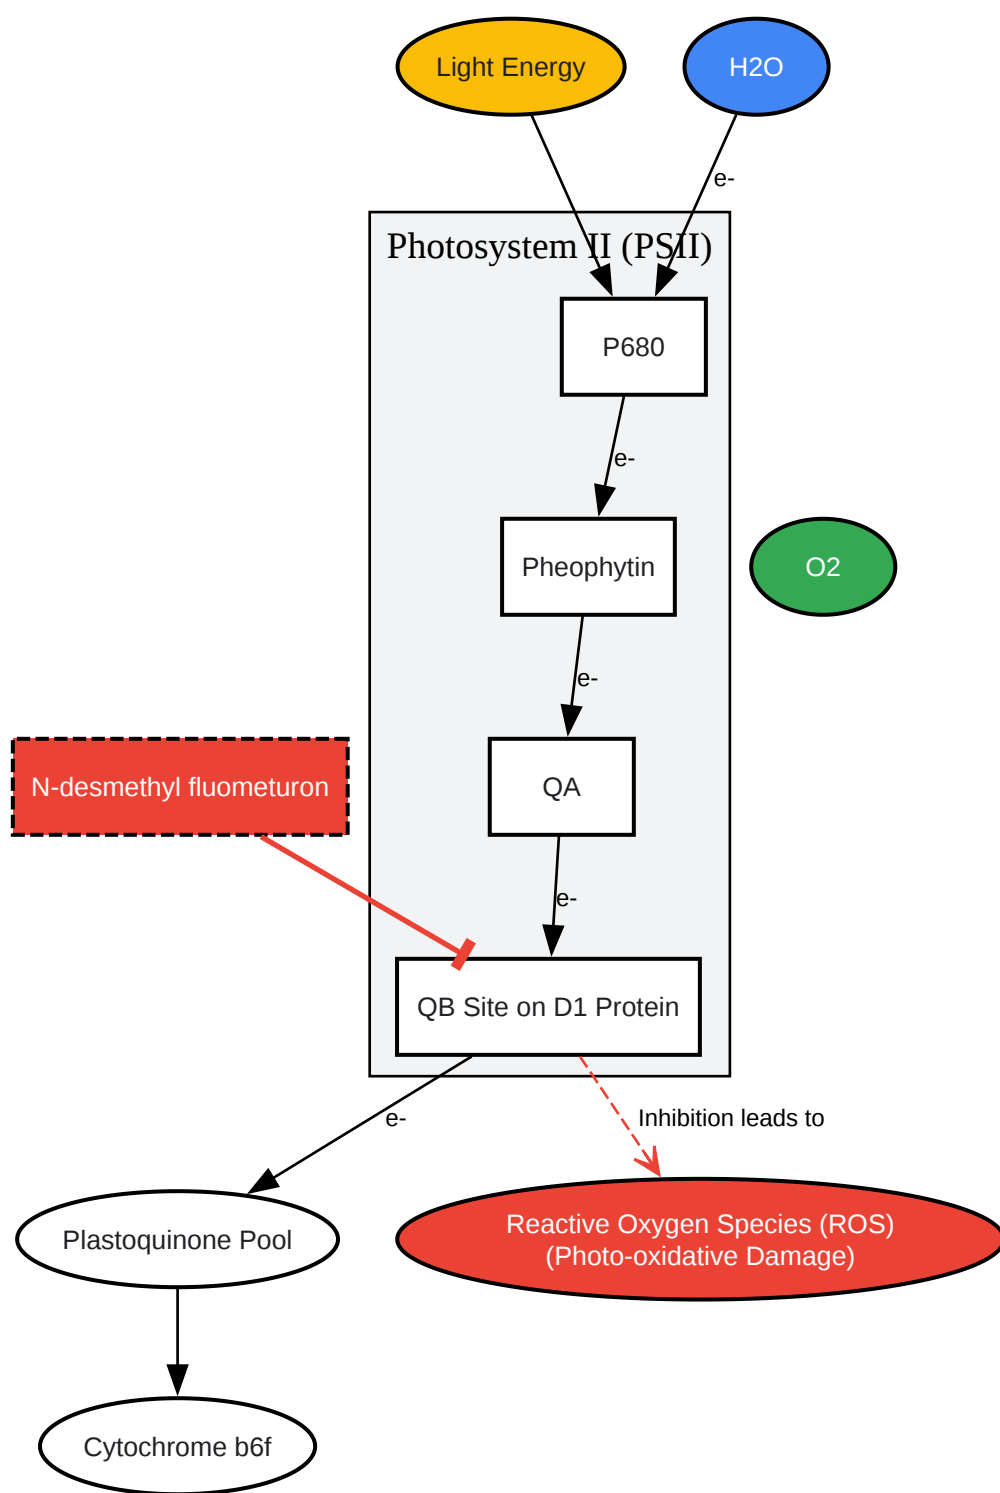 Light Energy
H2O
e-
Photosystem II (PSII)
P680
e-
Pheophytin
O2
e-
N-desmethyl fluometuron
QA
e-
QB Site on D1 Protein
e-
Inhibition leads to
Plastoquinone Pool
Reactive Oxygen Species (ROS)
(Photo-oxidative Damage)
Cytochrome b6f